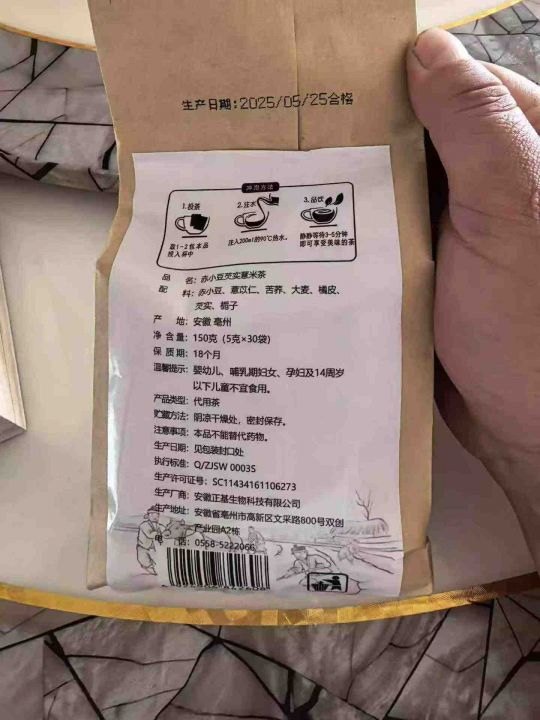 生产日期:2025/05/25合格
冲泡方法
1.投茶
2.注水
3.品饮
取1-2包本品
投入杯中
注入200ml的90℃热水。
静静等待3-5分钟
即可享受美味的茶
品 名：赤小豆芡实薏米茶
配 料：赤小豆、薏苡仁、苦荞、大麦、橘皮、
芡实、栀子
产 地：安徽 亳州
净 含 量：150克（5克×30袋）
保 质 期：18个月
温馨提示：婴幼儿、哺乳期妇女、孕妇及14周岁
以下儿童不宜食用。
产品类型：代用茶
贮藏方法：阴凉干燥处，密封保存。
注意事项：本品不能替代药物。
生产日期：见包装封口处
执行标准：Q/ZJSW 0003S
生产许可证号：SC11434161106273
生产厂商：安徽正基生物科技有限公司
生产地址：安徽省亳州市高新区文采路800号双创
产业园A2栋
电 话：0558-5222066